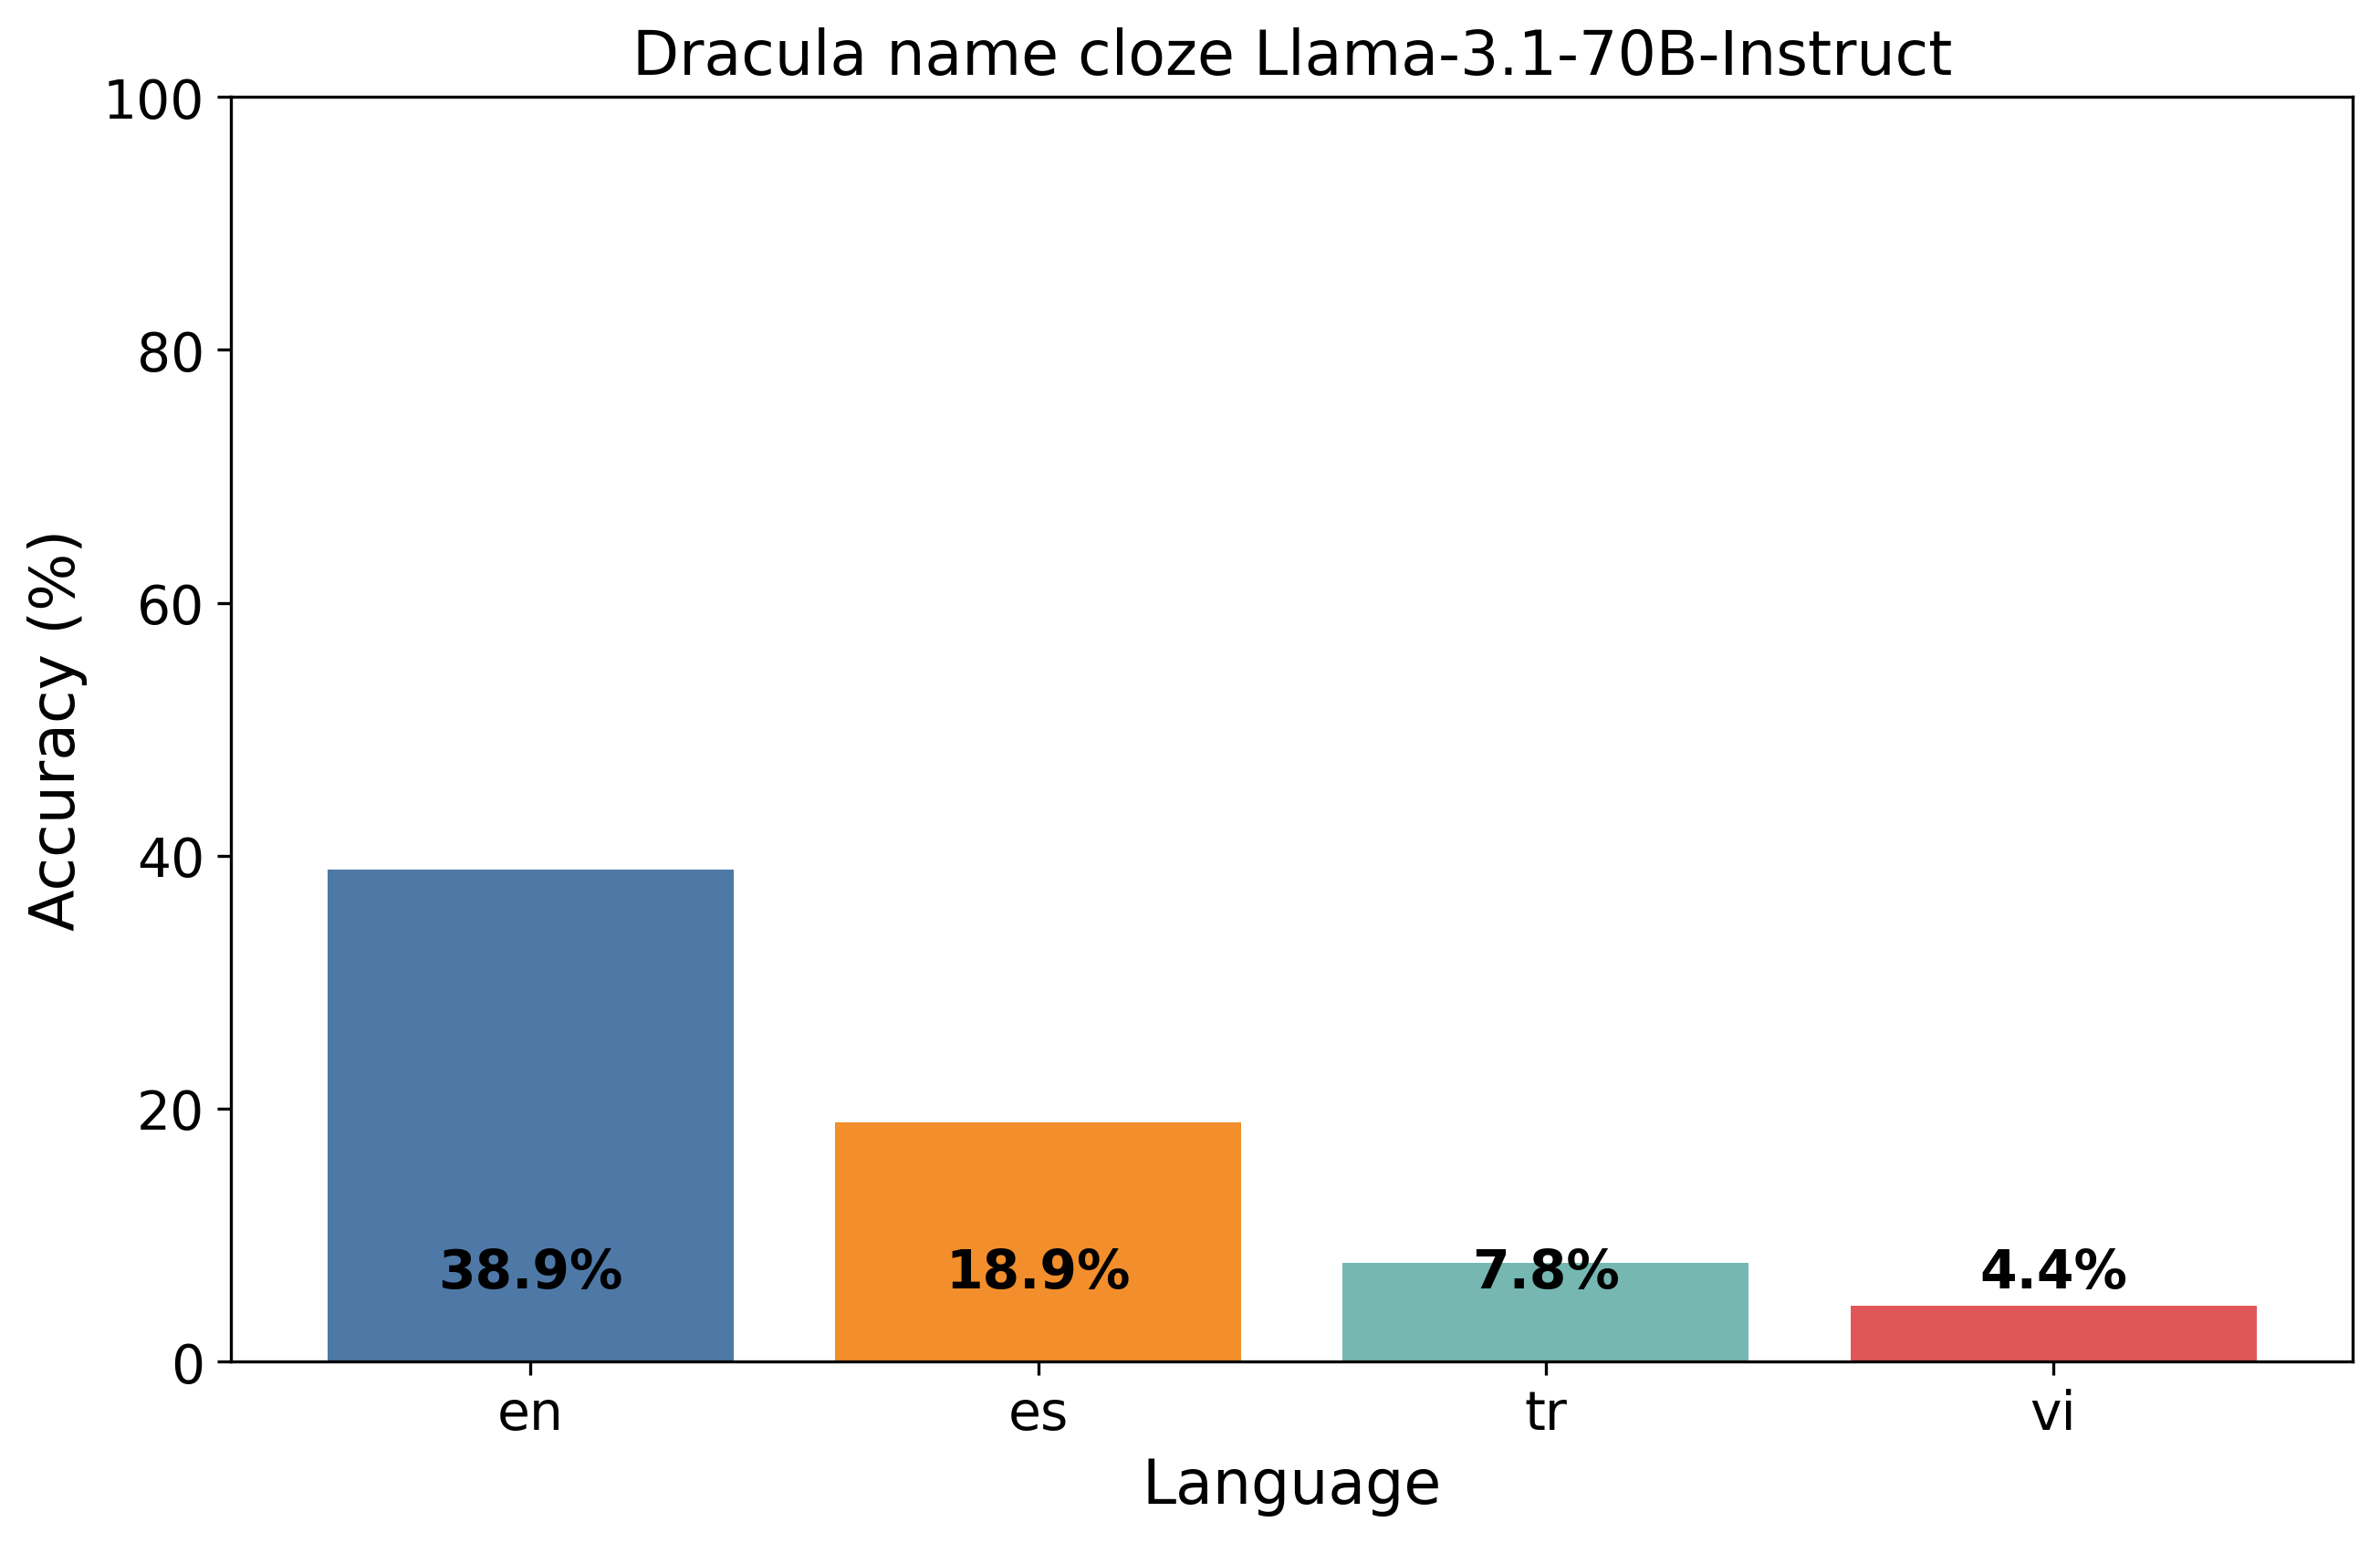 Dracula name cloze Llama-3.1-70B-Instruct
100
80
60
40
20
0
Accuracy (%)
38.9%
18.9%
7.8%
4.4%
en
es
tr
vi
Language